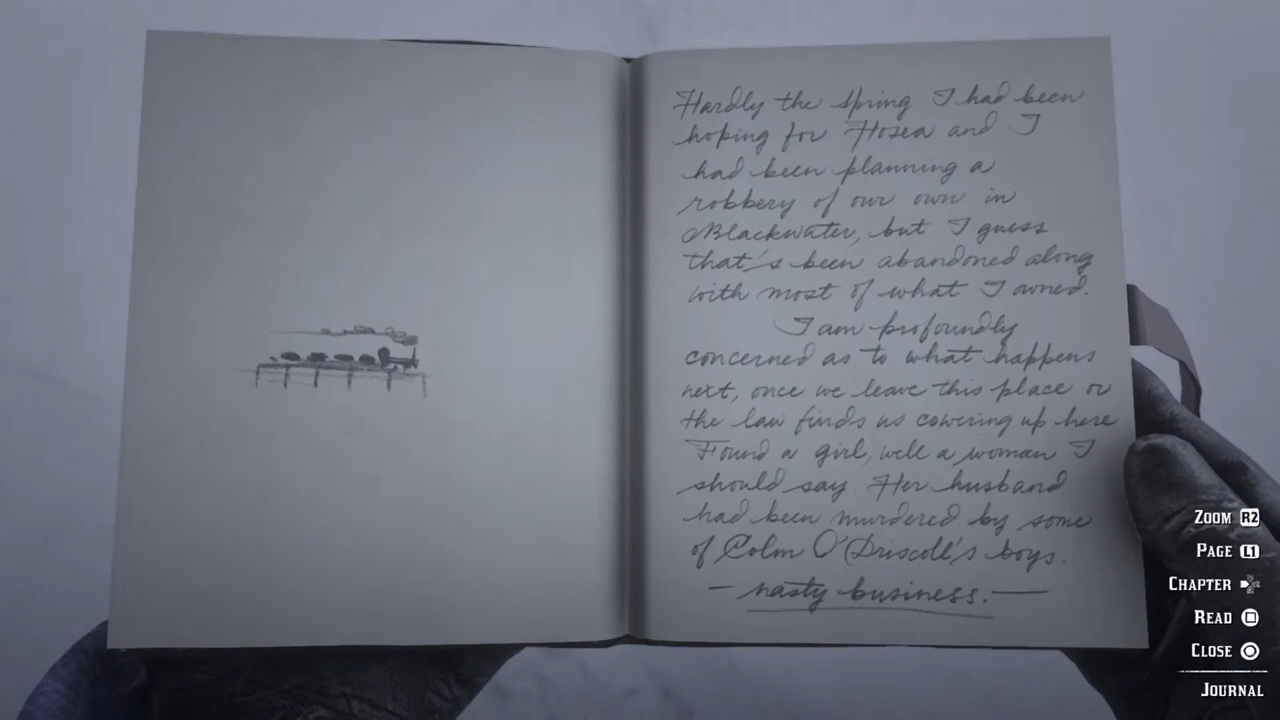 Hardly the spring I had been
hoping for Hosea and I
had been planning a
robbery of our own in
Blackwater, but I guess
that's been abandoned along
with most of what I owned.
I am profoundly
concerned as to what happens
next, once we leave this place or
the law finds us cowering up here
Found a girl, well a woman I
should say. Her husband
had been murdered by some
of Colm O'Driscoll's boys.
— nasty business. —
ZOOM R2
PAGE L1
CHAPTER
READ
CLOSE
JOURNAL